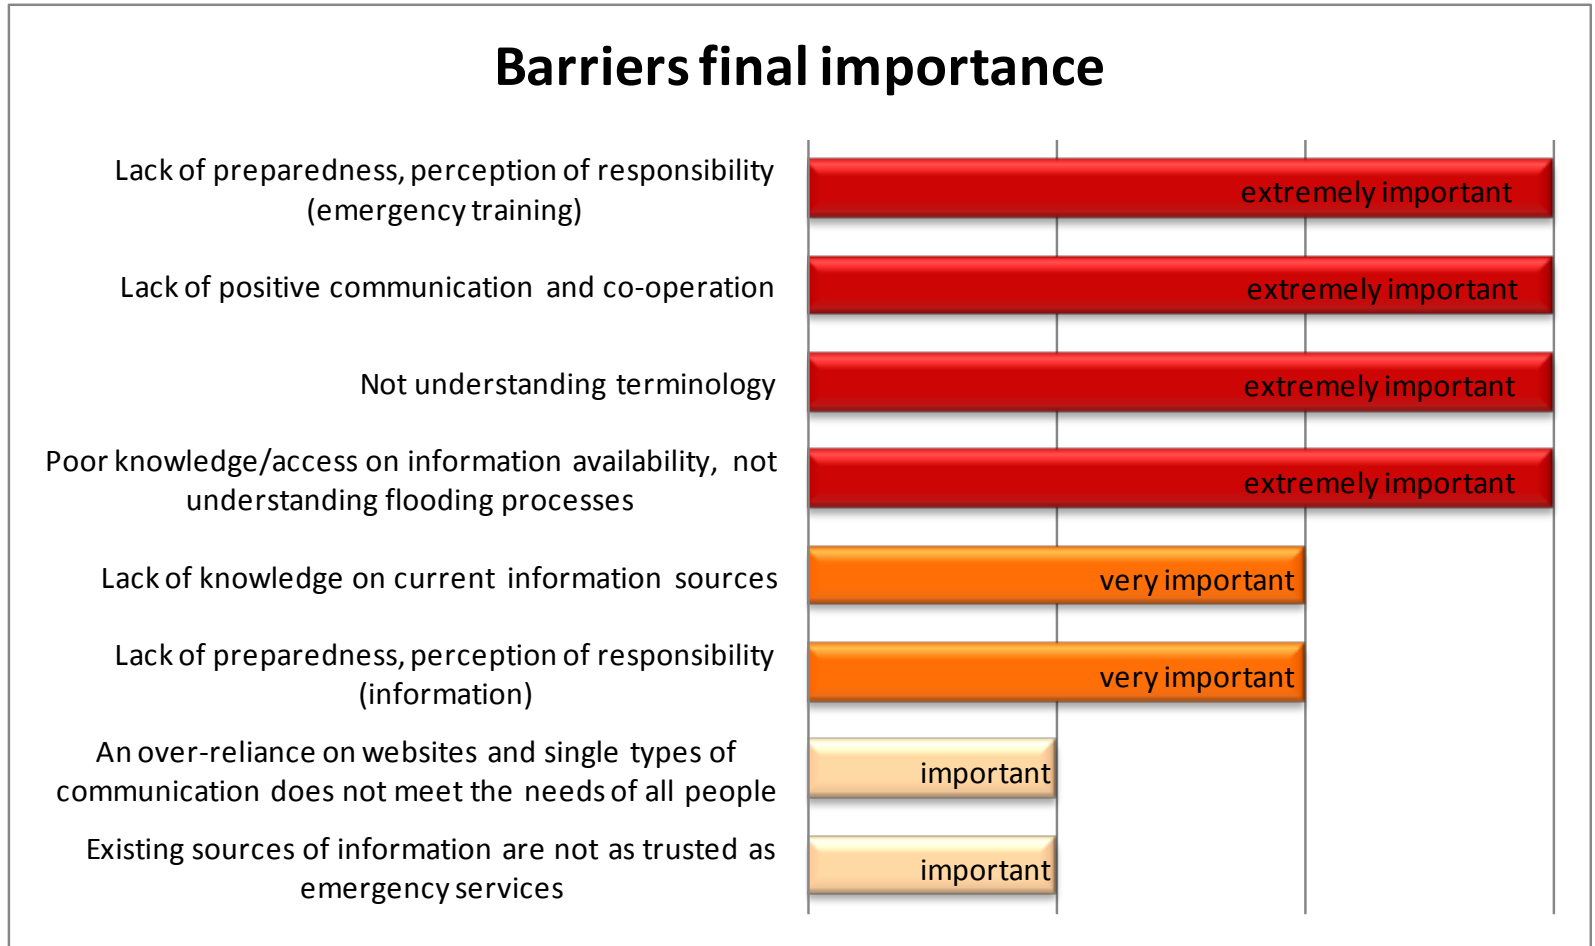 Barriers final importance
Lack of preparedness, perception of responsibility
(emergency training)
extremely important
Lack of positive communication and co-operation
extremely important
Not understanding terminology
extremely important
Poor knowledge/access on information availability, not
understanding flooding processes
extremely important
Lack of knowledge on current information sources
very important
Lack of preparedness, perception of responsibility
(information)
very important
An over-reliance on websites and single types of
communication does not meet the needs of all people
important
Existing sources of information are not as trusted as
emergency services
important